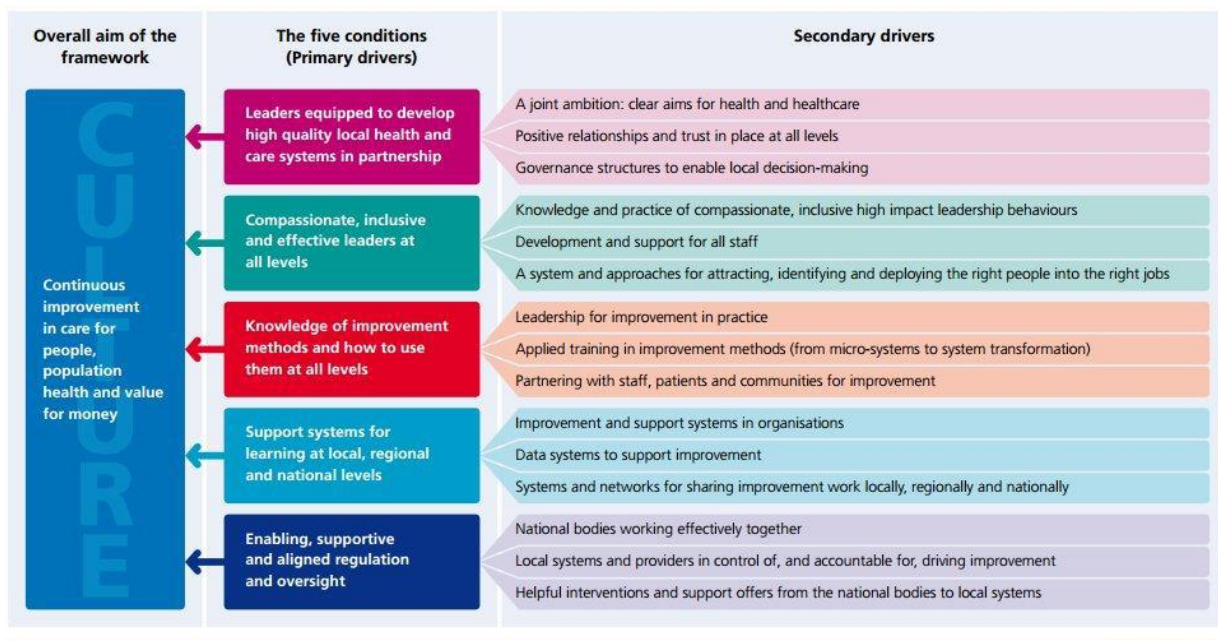 Overall aim of the
framework
The five conditions
(Primary drivers)
Secondary drivers
CULTURE
Continuous
improvement
in care for
people,
population
health and value
for money
Leaders equipped to develop
high quality local health and
care systems in partnership
A joint ambition: clear aims for health and healthcare
Positive relationships and trust in place at all levels
Governance structures to enable local decision-making
Compassionate, inclusive
and effective leaders at
all levels
Knowledge and practice of compassionate, inclusive high impact leadership behaviours
Development and support for all staff
A system and approaches for attracting, identifying and deploying the right people into the right jobs
Knowledge of improvement
methods and how to use
them at all levels
Leadership for improvement in practice
Applied training in improvement methods (from micro-systems to system transformation)
Partnering with staff, patients and communities for improvement
Support systems for
learning at local, regional
and national levels
Improvement and support systems in organisations
Data systems to support improvement
Systems and networks for sharing improvement work locally, regionally and nationally
Enabling, supportive
and aligned regulation
and oversight
National bodies working effectively together
Local systems and providers in control of, and accountable for, driving improvement
Helpful interventions and support offers from the national bodies to local systems